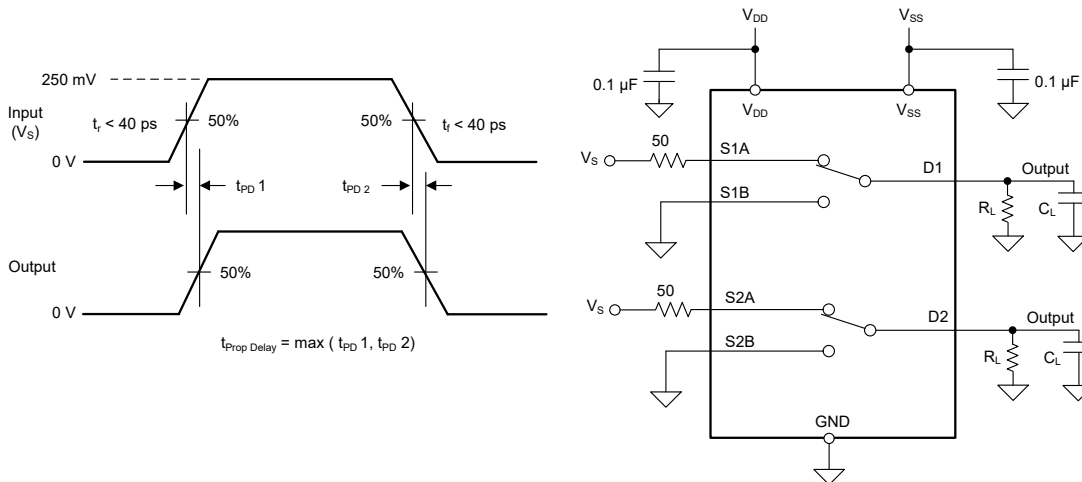 250 mV
Input
(VS)
tr < 40 ps
50%
50%
tf < 40 ps
0 V
tPD 1
tPD 2
Output
50%
50%
0 V
tProp Delay = max ( tPD 1, tPD 2)
VDD
VSS
0.1 µF
0.1 µF
VDD
VSS
50
VS
S1A
D1
Output
S1B
RL
CL
50
VS
S2A
D2
Output
S2B
RL
CL
GND